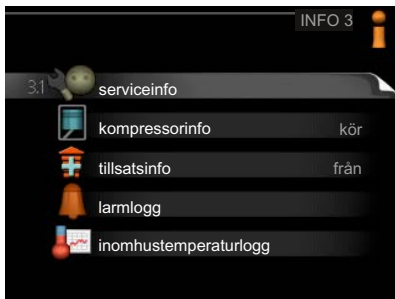 INFO 3
3.1 serviceinfo
kompressorinfo kör
tillsatsinfo från
larmlogg
inomhustemperaturlogg